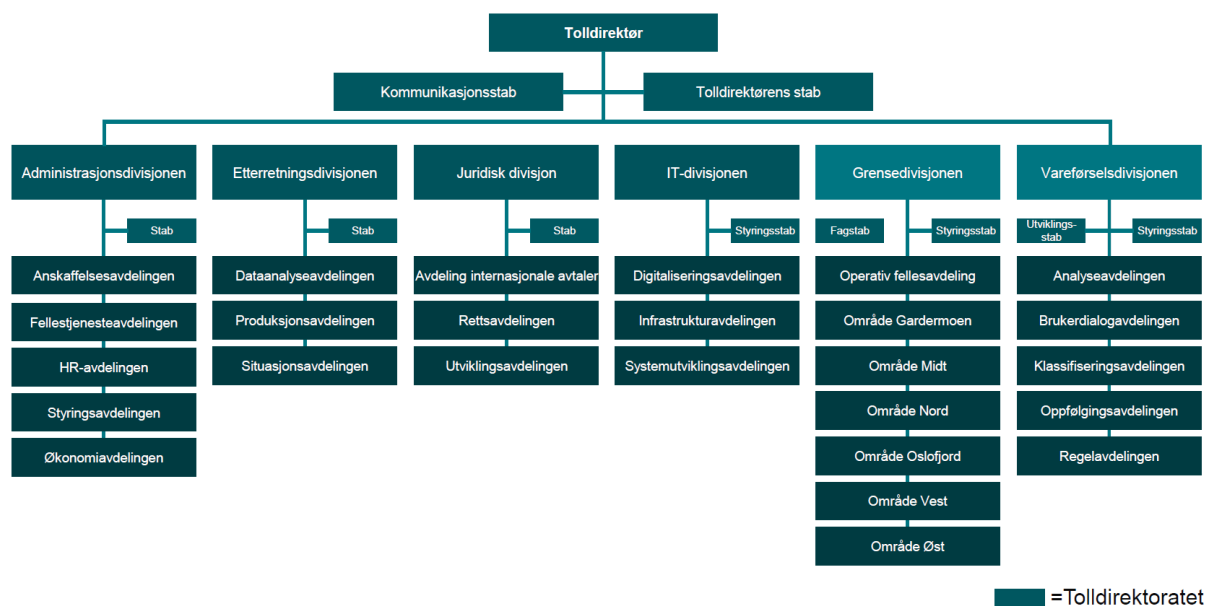 Tolldirektør
Kommunikasjonsstab
Tolldirektørens stab
Administrasjonsdivisjonen
Etterretningsdivisjonen
Juridisk divisjon
IT-divisjonen
Grensedivisjonen
Vareførselsdivisjonen
Stab
Stab
Stab
Styringsstab
Fagstab
Styringsstab
Utviklings-
stab
Styringsstab
Anskaffelsesavdelingen
Fellestjenesteavdelingen
HR-avdelingen
Styringsavdelingen
Økonomiavdelingen
Dataanalyseavdelingen
Produksjonsavdelingen
Situasjonsavdelingen
Avdeling internasjonale avtaler
Rettsavdelingen
Utviklingsavdelingen
Digitaliseringsavdelingen
Infrastrukturavdelingen
Systemutviklingsavdelingen
Operativ fellesavdeling
Område Gardermoen
Område Midt
Område Nord
Område Oslofjord
Område Vest
Område Øst
Analyseavdelingen
Brukerdialogavdelingen
Klassifiseringsavdelingen
Oppfølgingsavdelingen
Regelavdelingen
=Tolldirektoratet